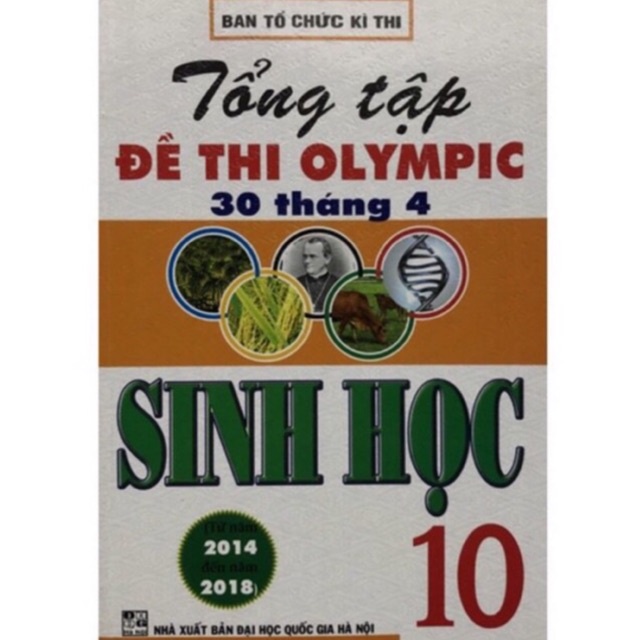 BAN TỔ CHỨC KÌ THI
Tổng tập
ĐỀ THI OLYMPIC
30 tháng 4
SINH HỌC
10
(Từ năm
2014
đến năm
2018)
NHÀ XUẤT BẢN ĐẠI HỌC QUỐC GIA HÀ NỘI